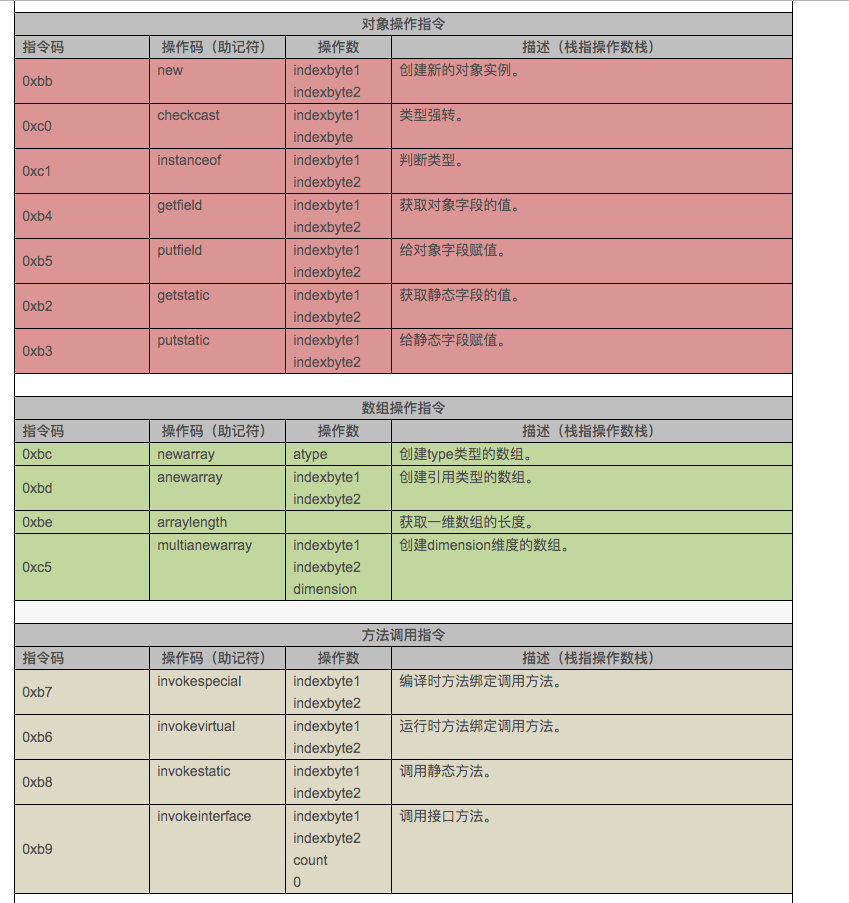 对象操作指令
指令码 操作码（助记符） 操作数 描述（栈指操作数栈）
0xbb new indexbyte1 创建新的对象实例。
indexbyte2
0xc0 checkcast indexbyte1 类型强转。
indexbyte
0xc1 instanceof indexbyte1 判断类型。
indexbyte2
0xb4 getfield indexbyte1 获取对象字段的值。
indexbyte2
0xb5 putfield indexbyte1 给对象字段赋值。
indexbyte2
0xb2 getstatic indexbyte1 获取静态字段的值。
indexbyte2
0xb3 putstatic indexbyte1 给静态字段赋值。
indexbyte2
数组操作指令
指令码 操作码（助记符） 操作数 描述（栈指操作数栈）
0xbc newarray atype 创建type类型的数组。
0xbd anewarray indexbyte1 创建引用类型的数组。
indexbyte2
0xbe arraylength 获取一维数组的长度。
0xc5 multianewarray indexbyte1 创建dimension维度的数组。
indexbyte2
dimension
方法调用指令
指令码 操作码（助记符） 操作数 描述（栈指操作数栈）
0xb7 invokespecial indexbyte1 编译时方法绑定调用方法。
indexbyte2
0xb6 invokevirtual indexbyte1 运行时方法绑定调用方法。
indexbyte2
0xb8 invokestatic indexbyte1 调用静态方法。
indexbyte2
0xb9 invokeinterface indexbyte1 调用接口方法。
indexbyte2
count
0